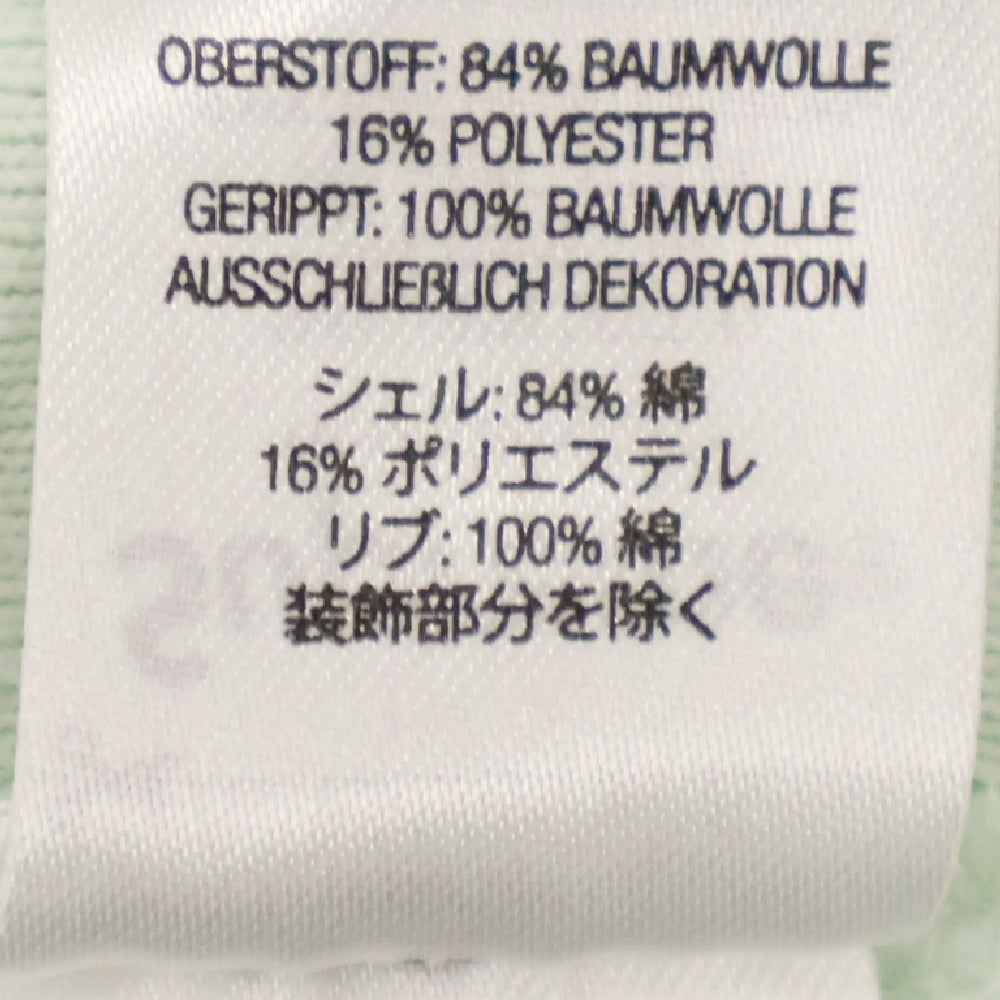 OBERSTOFF: 84% BAUMWOLLE
16% POLYESTER
GERIPPT: 100% BAUMWOLLE
AUSSCHLIEßLICH DEKORATION
シェル: 84% 綿
16% ポリエステル
リブ: 100% 綿
装飾部分を除く